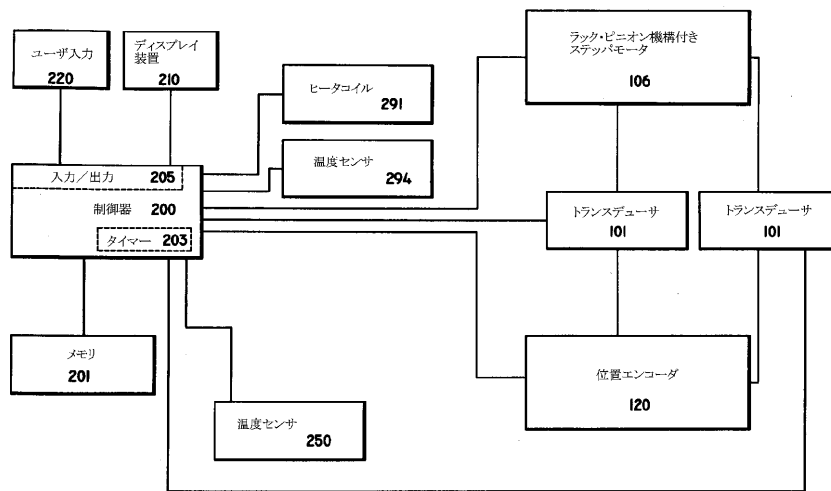 ユーザ入力
220
ディスプレイ
装置
210
ヒータコイル
291
ラック・ピニオン機構付き
ステッパモータ
106
入力／出力 205
温度センサ
294
制御器 200
タイマー 203
トランスデューサ
101
トランスデューサ
101
メモリ
201
位置エンコーダ
120
温度センサ
250